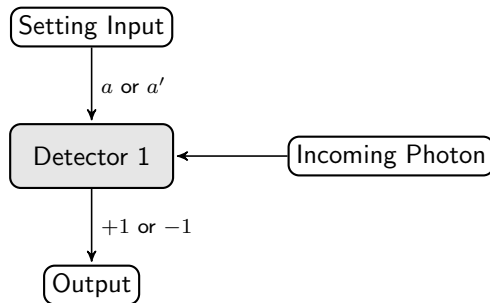 Setting Input
a or a′
Detector 1
Incoming Photon
+1 or −1
Output